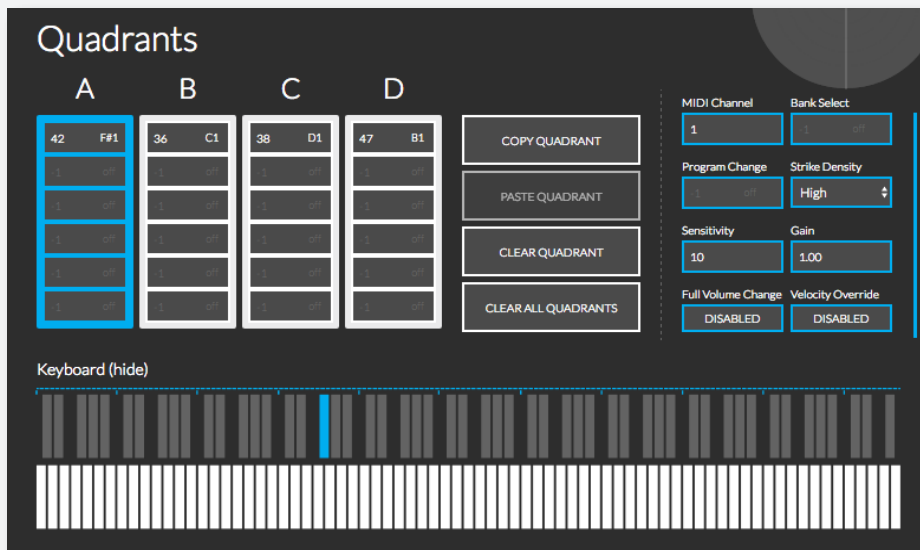 Quadrants
A B C D
42 F#1 36 C1 38 D1 47 B1
-1 off -1 off -1 off -1 off
-1 off -1 off -1 off -1 off
-1 off -1 off -1 off -1 off
-1 off -1 off -1 off -1 off
-1 off -1 off -1 off -1 off
COPY QUADRANT
PASTE QUADRANT
CLEAR QUADRANT
CLEAR ALL QUADRANTS
MIDI Channel Bank Select
1 -1 off
Program Change Strike Density
-1 off High
Sensitivity Gain
10 1.00
Full Volume Change Velocity Override
DISABLED DISABLED
Keyboard (hide)